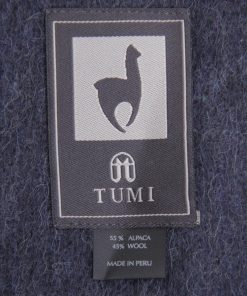 TUMI
55 % ALPACA
45% WOOL
MADE IN PERU